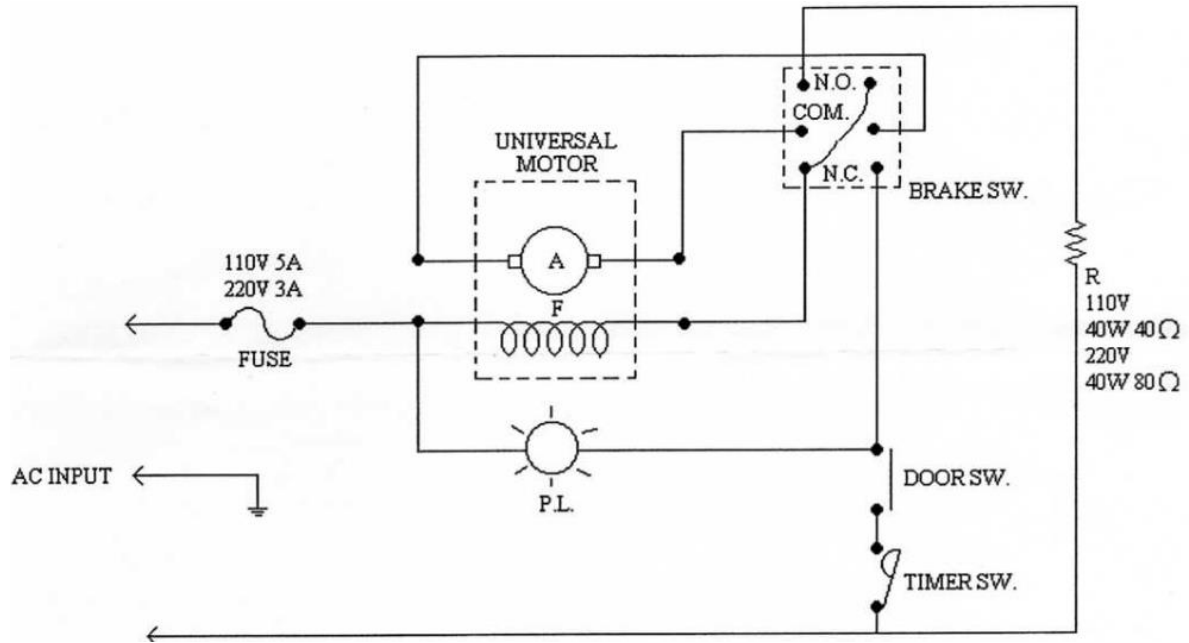 N.O.
COM.
N.C.
BRAKE SW.
UNIVERSAL
MOTOR
A
F
110V 5A
220V 3A
FUSE
R
110V
40W 40Ω
220V
40W 80Ω
AC INPUT
P.L.
DOOR SW.
TIMER SW.